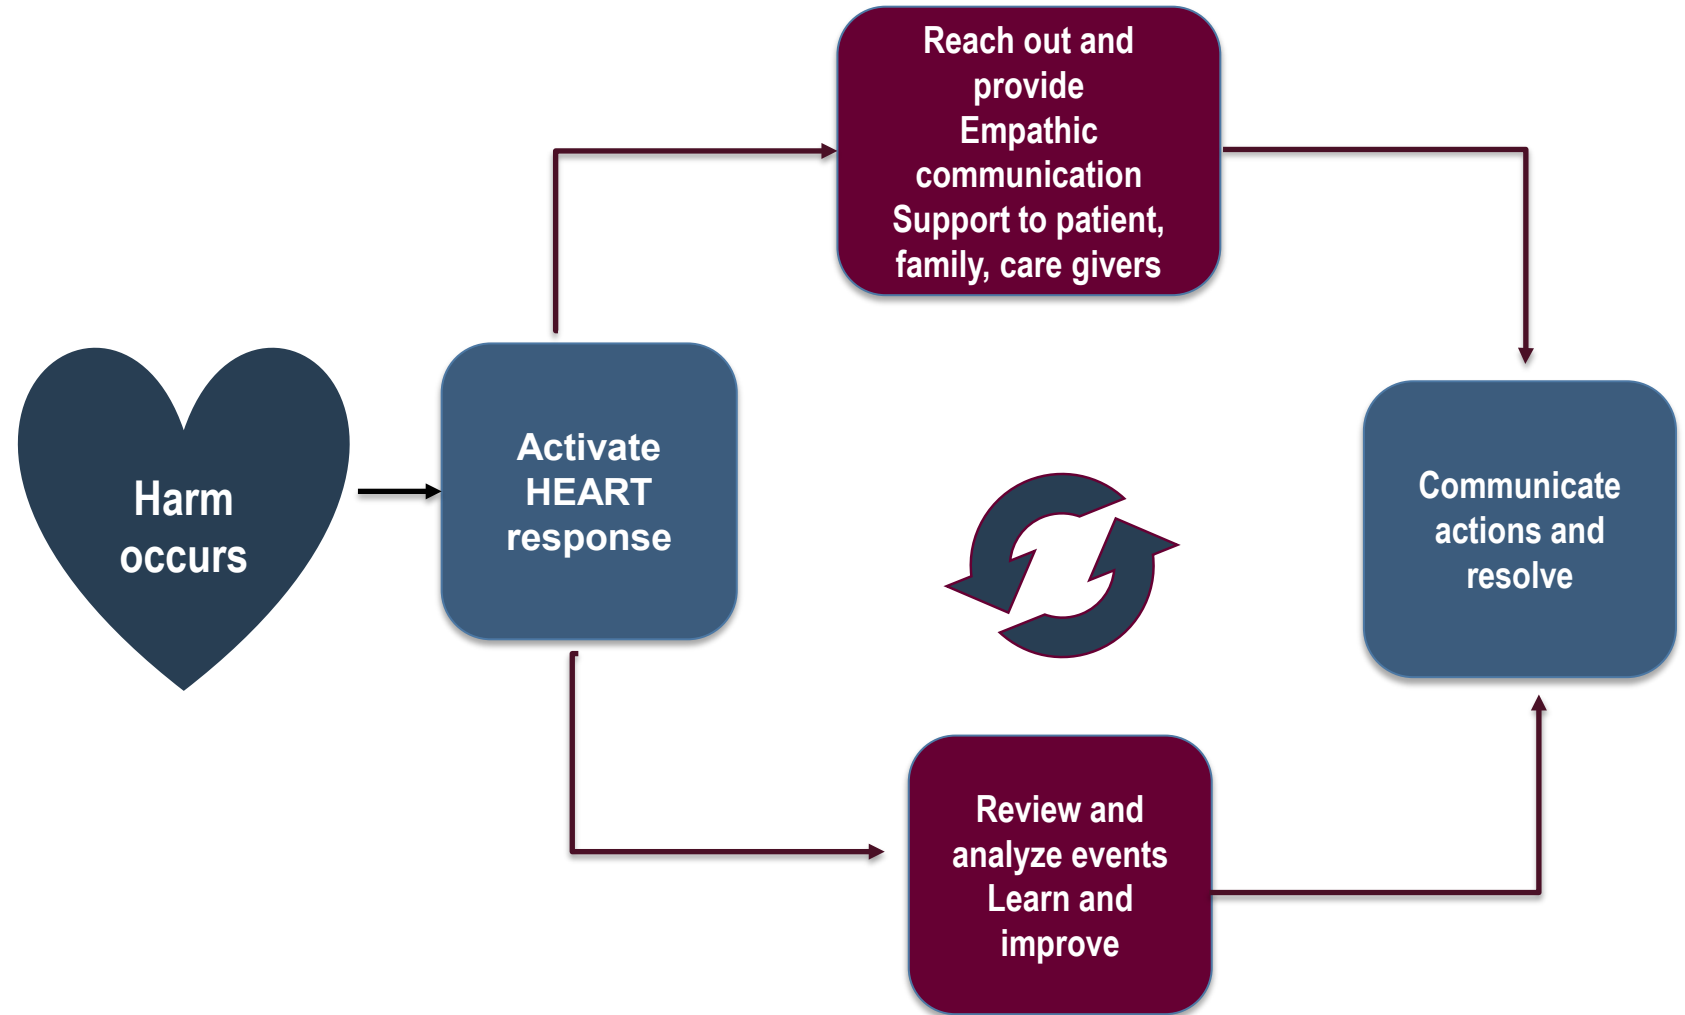 Harm
occurs
Activate
HEART
response
Reach out and
provide
Empathic
communication
Support to patient,
family, care givers
Review and
analyze events
Learn and
improve
Communicate
actions and
resolve